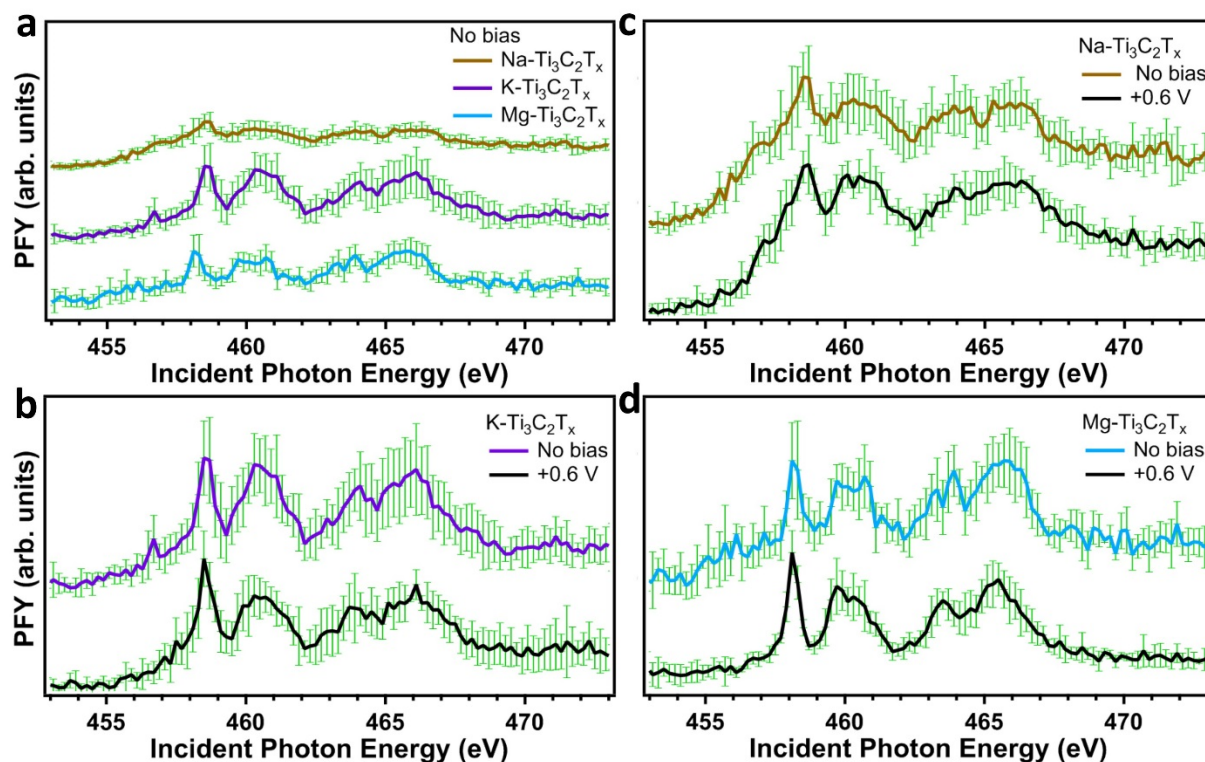 a
No bias
Na-Ti₃C₂Tₓ
K-Ti₃C₂Tₓ
Mg-Ti₃C₂Tₓ
PFY (arb. units)
455 460 465 470
Incident Photon Energy (eV)
c
Na-Ti₃C₂Tₓ
No bias
+0.6 V
455 460 465 470
Incident Photon Energy (eV)
b
K-Ti₃C₂Tₓ
No bias
+0.6 V
PFY (arb. units)
455 460 465 470
Incident Photon Energy (eV)
d
Mg-Ti₃C₂Tₓ
No bias
+0.6 V
455 460 465 470
Incident Photon Energy (eV)